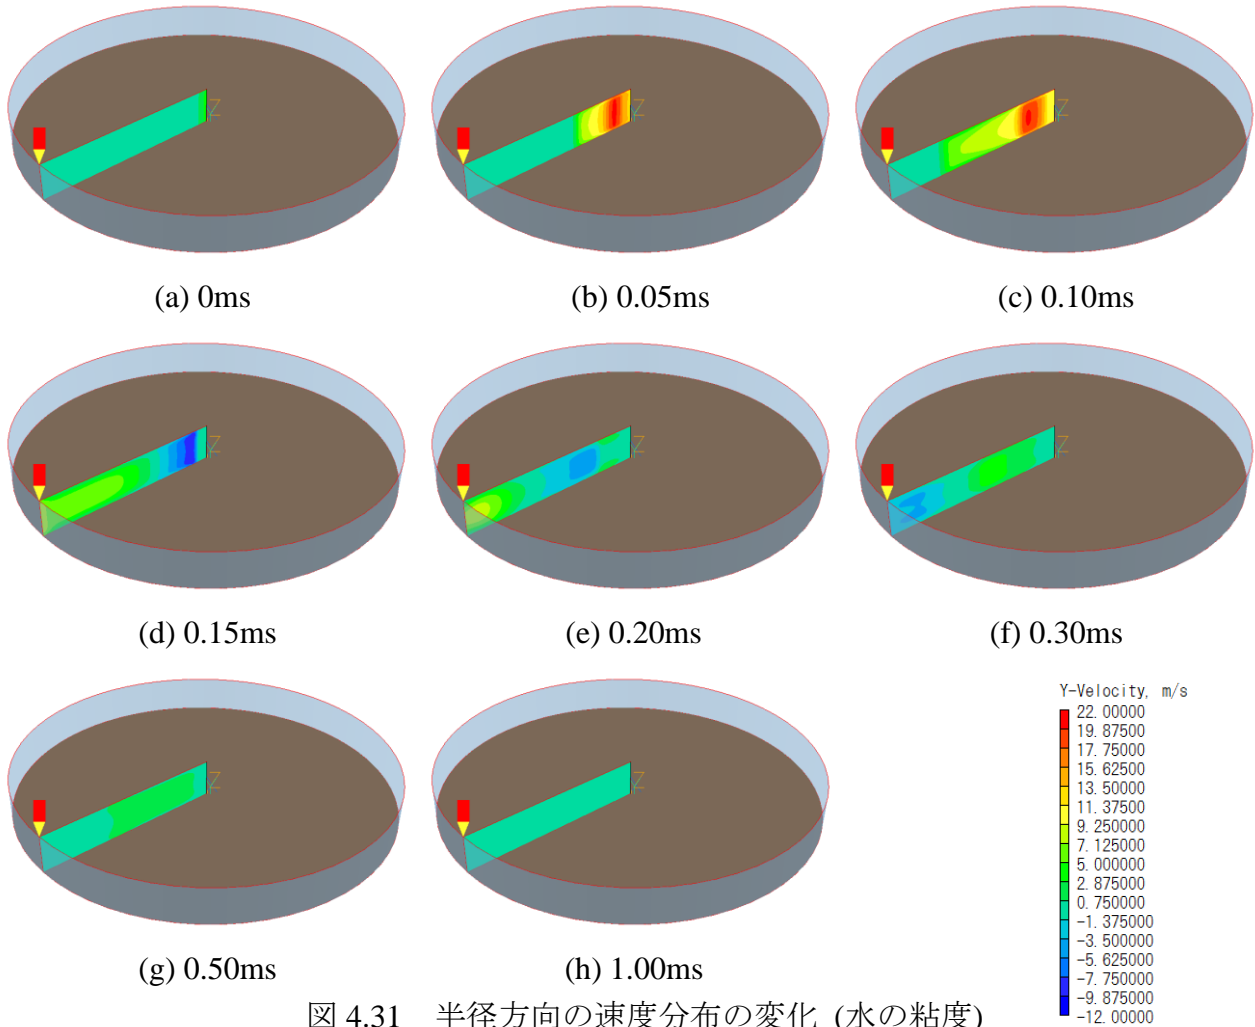 Z
Z
Z
(a) 0ms
(b) 0.05ms
(c) 0.10ms
Z
Z
Z
(d) 0.15ms
(e) 0.20ms
(f) 0.30ms
Z
Z
(g) 0.50ms
(h) 1.00ms
Y-Velocity, m/s
22.00000
19.87500
17.75000
15.62500
13.50000
11.37500
9.250000
7.125000
5.000000
2.875000
0.750000
-1.375000
-3.500000
-5.625000
-7.750000
-9.875000
-12.00000
図 4.31 半径方向の速度分布の変化 (水の粘度)